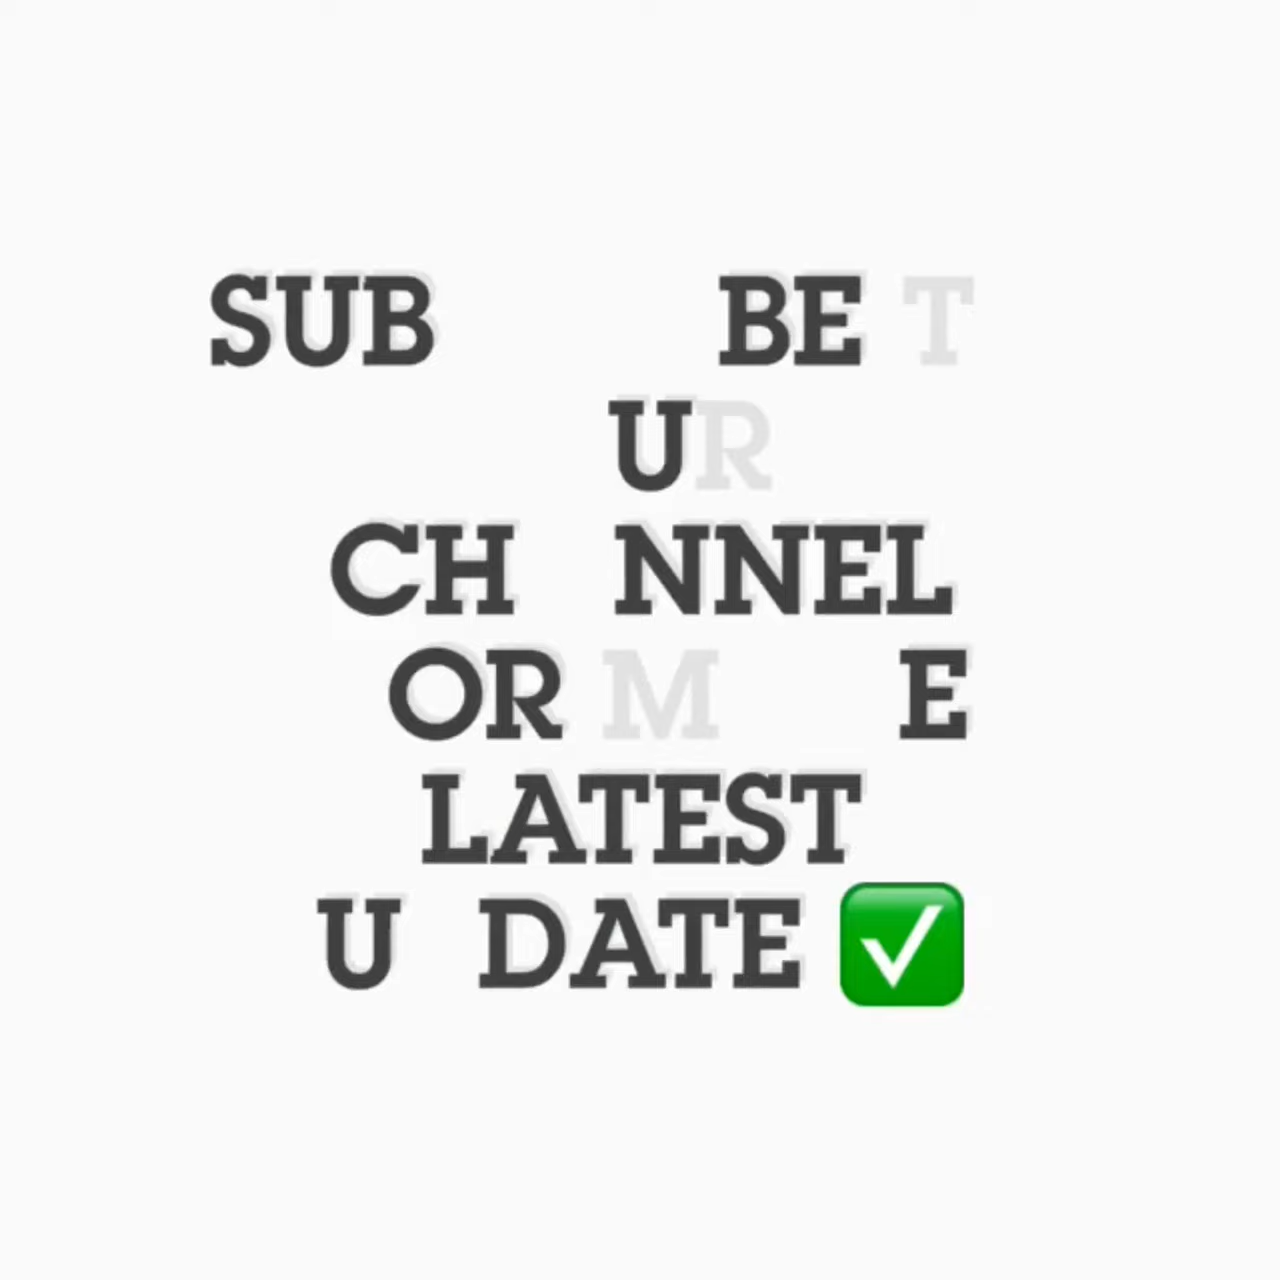 SUB BE T
UR
CH NNEL
OR M E
LATEST
U DATE ✅